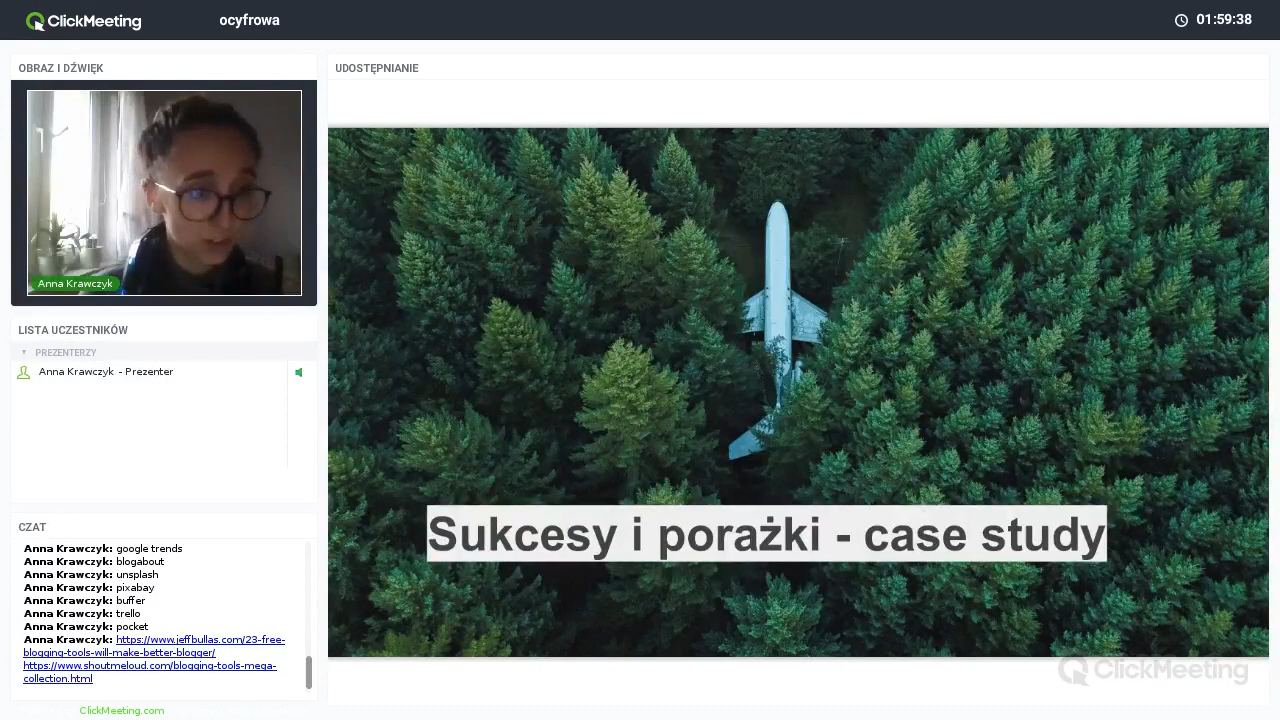 ClickMeeting
ocyfrowa
01:59:38
OBRAZ I DŹWIĘK
Anna Krawczyk
LISTA UCZESTNIKÓW
PREZENTERZY
Anna Krawczyk - Prezenter
CZAT
Anna Krawczyk: google trends
Anna Krawczyk: blogabout
Anna Krawczyk: unsplash
Anna Krawczyk: pixabay
Anna Krawczyk: buffer
Anna Krawczyk: trello
Anna Krawczyk: pocket
Anna Krawczyk: https://www.jeffbullas.com/23-free-
blogging-tools-will-make-better-blogger/
https://www.shoutmeloud.com/blogging-tools-mega-
collection.html
ClickMeeting.com
UDOSTĘPNIANIE
Sukcesy i porażki - case study
ClickMeeting